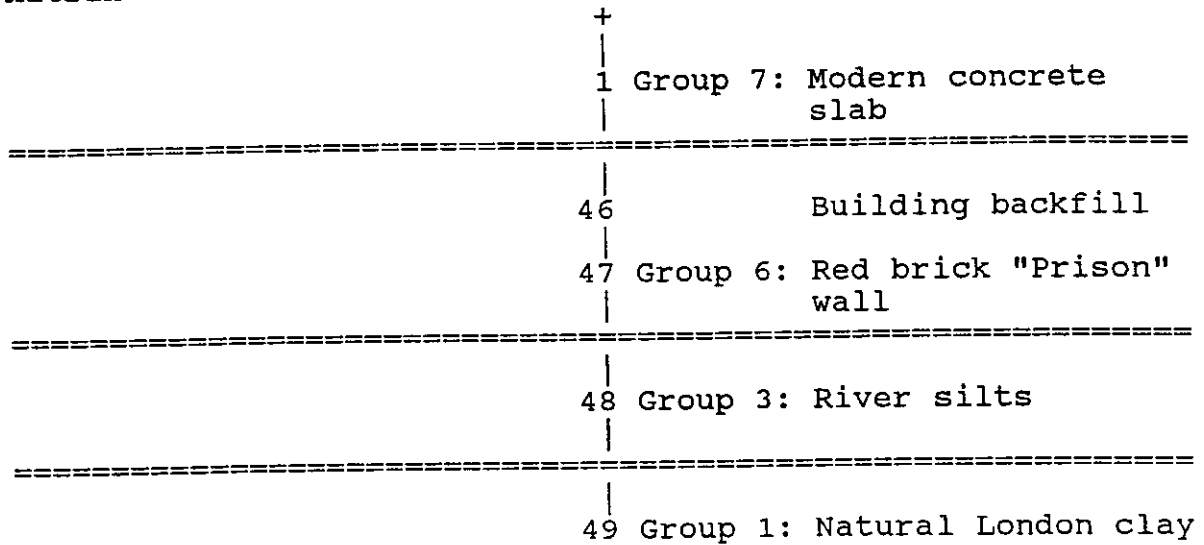 +
1 Group 7: Modern concrete
slab
46 Building backfill
47 Group 6: Red brick "Prison"
wall
48 Group 3: River silts
49 Group 1: Natural London clay